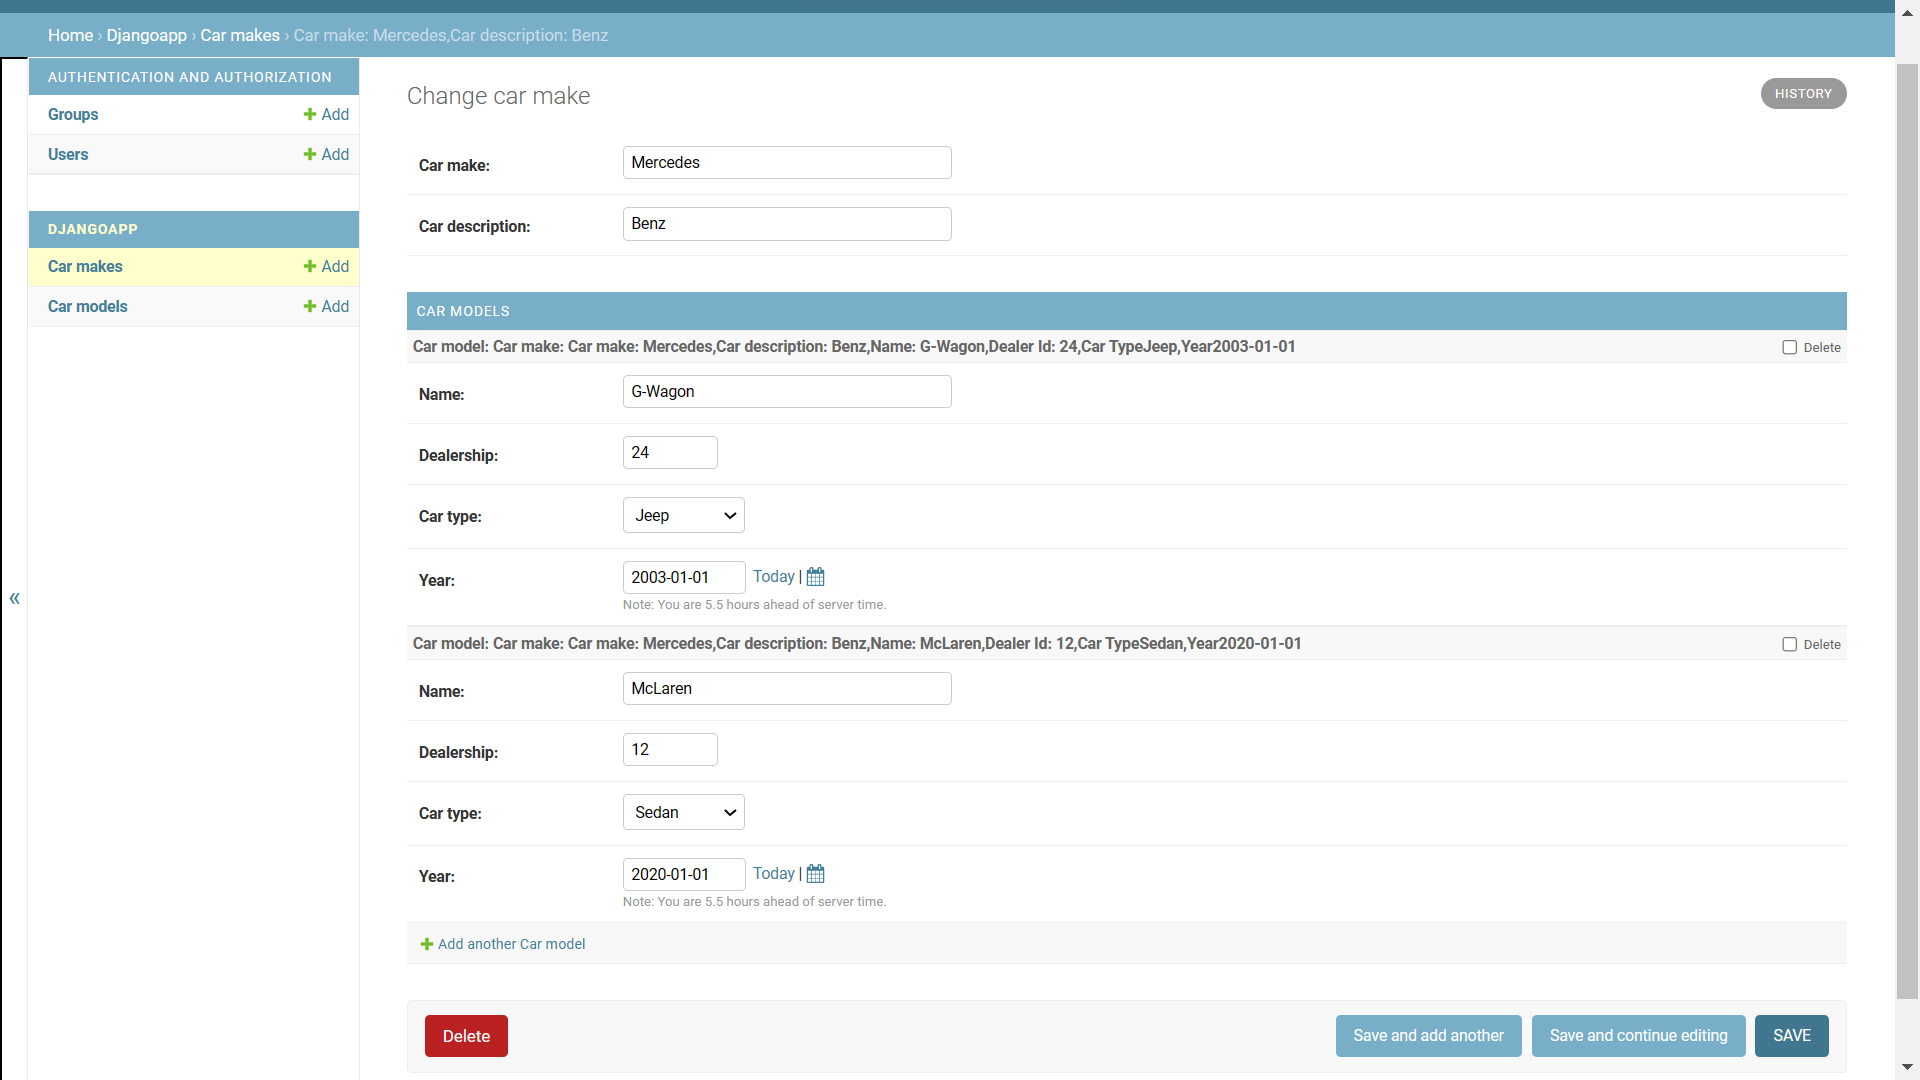 Home › Djangoapp › Car makes › Car make: Mercedes,Car description: Benz
AUTHENTICATION AND AUTHORIZATION
Groups Add
Users Add
DJANGOAPP
Car makes Add
Car models Add
«
Change car make
HISTORY
Car make: Mercedes
Car description: Benz
CAR MODELS
Car model: Car make: Car make: Mercedes,Car description: Benz,Name: G-Wagon,Dealer Id: 24,Car TypeJeep,Year2003-01-01 Delete
Name: G-Wagon
Dealership: 24
Car type: Jeep
Year: 2003-01-01 Today |
Note: You are 5.5 hours ahead of server time.
Car model: Car make: Car make: Mercedes,Car description: Benz,Name: McLaren,Dealer Id: 12,Car TypeSedan,Year2020-01-01 Delete
Name: McLaren
Dealership: 12
Car type: Sedan
Year: 2020-01-01 Today |
Note: You are 5.5 hours ahead of server time.
Add another Car model
Delete Save and add another Save and continue editing SAVE